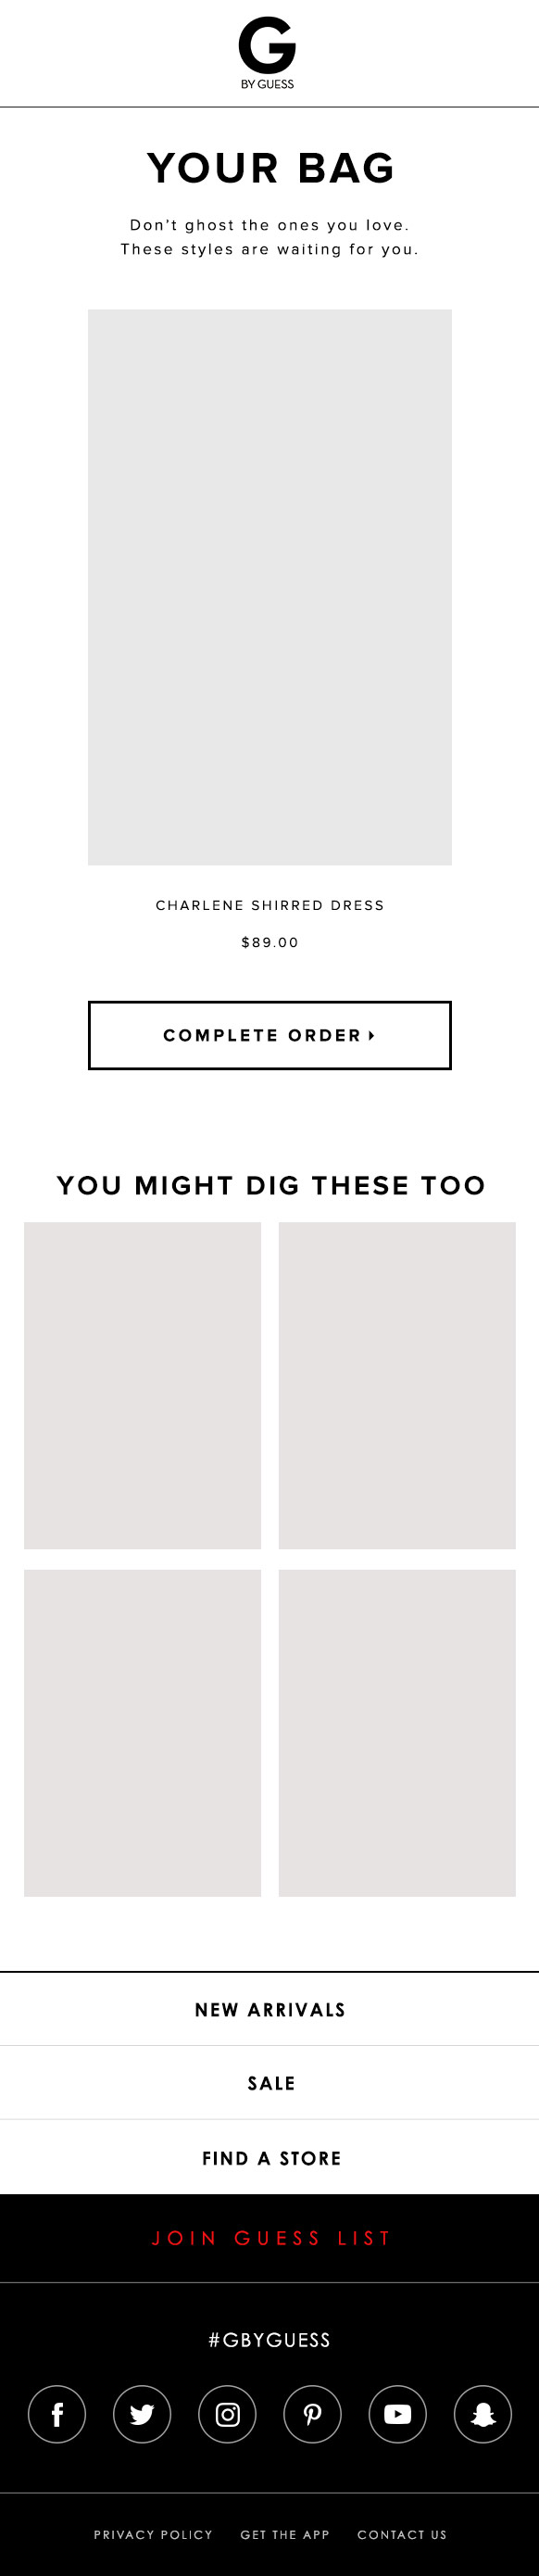 G
BY GUESS
YOUR BAG
Don’t ghost the ones you love.
These styles are waiting for you.
CHARLENE SHIRRED DRESS
$89.00
COMPLETE ORDER
YOU MIGHT DIG THESE TOO
NEW ARRIVALS
SALE
FIND A STORE
JOIN GUESS LIST
#GBYGUESS
PRIVACY POLICY GET THE APP CONTACT US